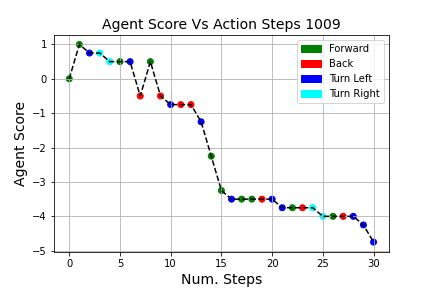 Agent Score Vs Action Steps 1009
Forward
Back
Turn Left
Turn Right
Agent Score
1
0
−1
−2
−3
−4
−5
0 5 10 15 20 25 30
Num. Steps